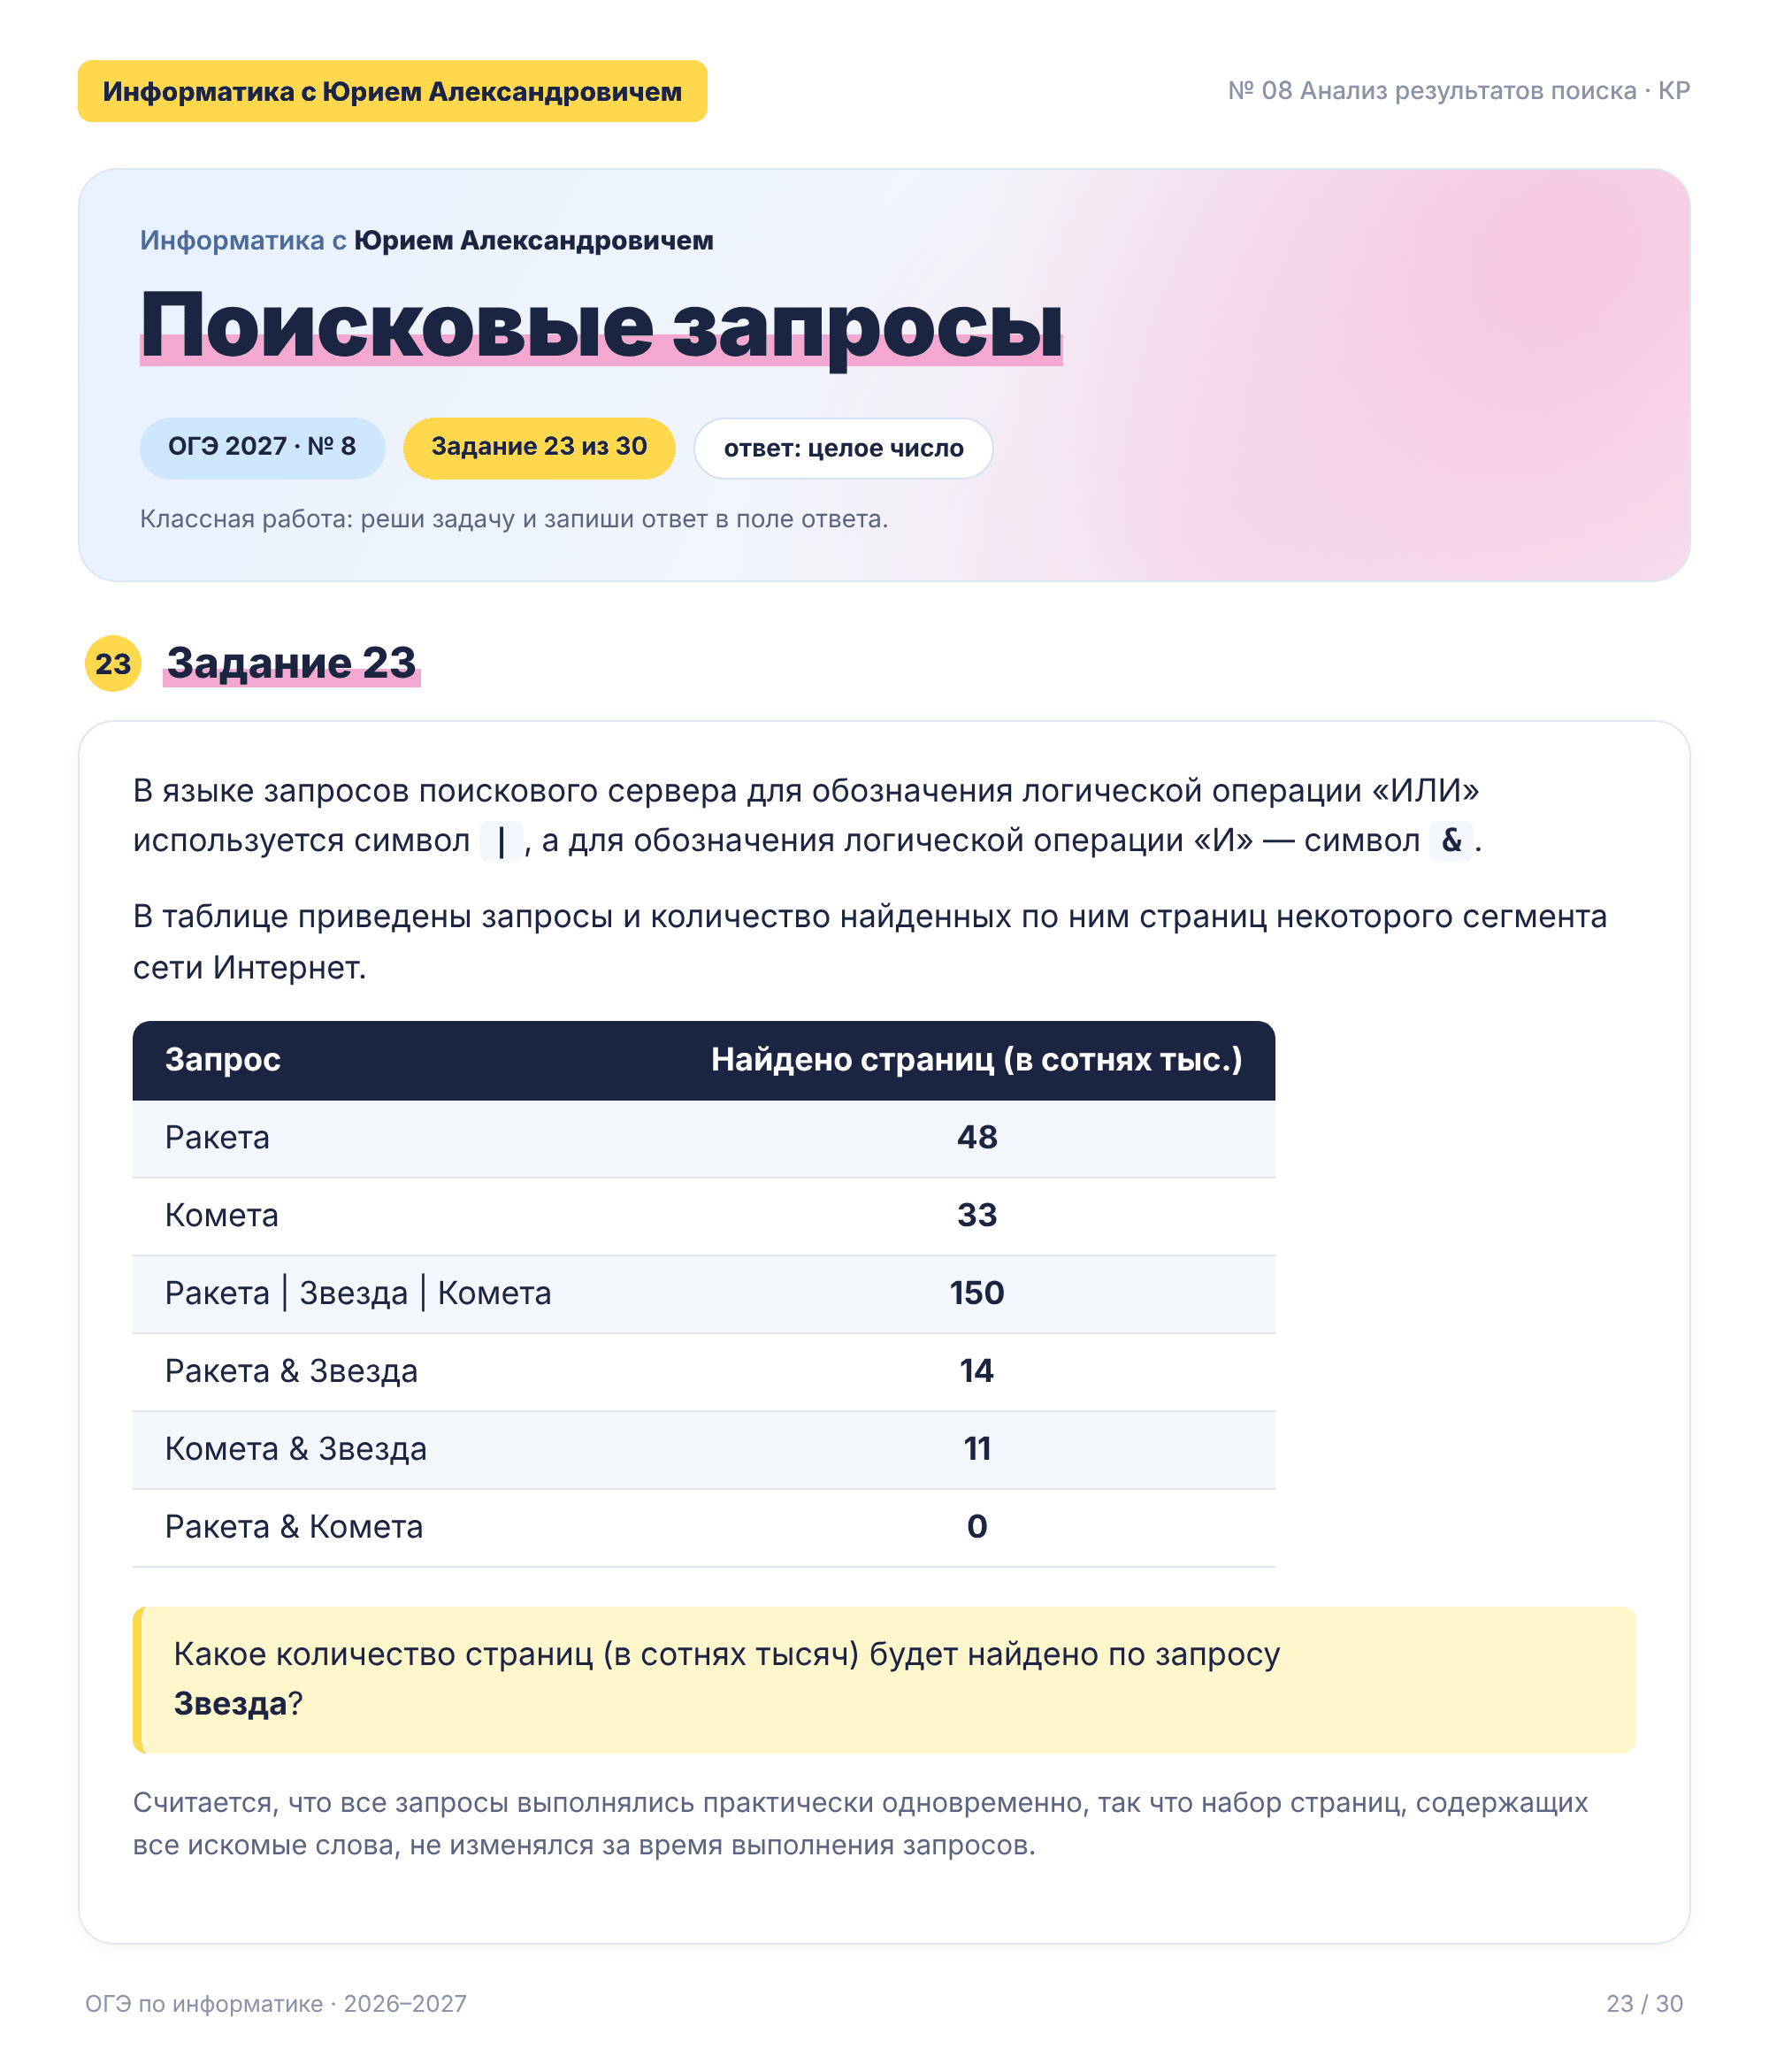 Информатика с Юрием Александровичем
№ 08 Анализ результатов поиска · КР
Информатика с Юрием Александровичем
Поисковые запросы
ОГЭ 2027 · № 8
Задание 23 из 30
ответ: целое число
Классная работа: реши задачу и запиши ответ в поле ответа.
23 Задание 23
В языке запросов поискового сервера для обозначения логической операции «ИЛИ»
используется символ |, а для обозначения логической операции «И» — символ &.
В таблице приведены запросы и количество найденных по ним страниц некоторого сегмента
сети Интернет.
Запрос Найдено страниц (в сотнях тыс.)
Ракета 48
Комета 33
Ракета | Звезда | Комета 150
Ракета & Звезда 14
Комета & Звезда 11
Ракета & Комета 0
Какое количество страниц (в сотнях тысяч) будет найдено по запросу
Звезда?
Считается, что все запросы выполнялись практически одновременно, так что набор страниц, содержащих
все искомые слова, не изменялся за время выполнения запросов.
ОГЭ по информатике · 2026–2027
23 / 30